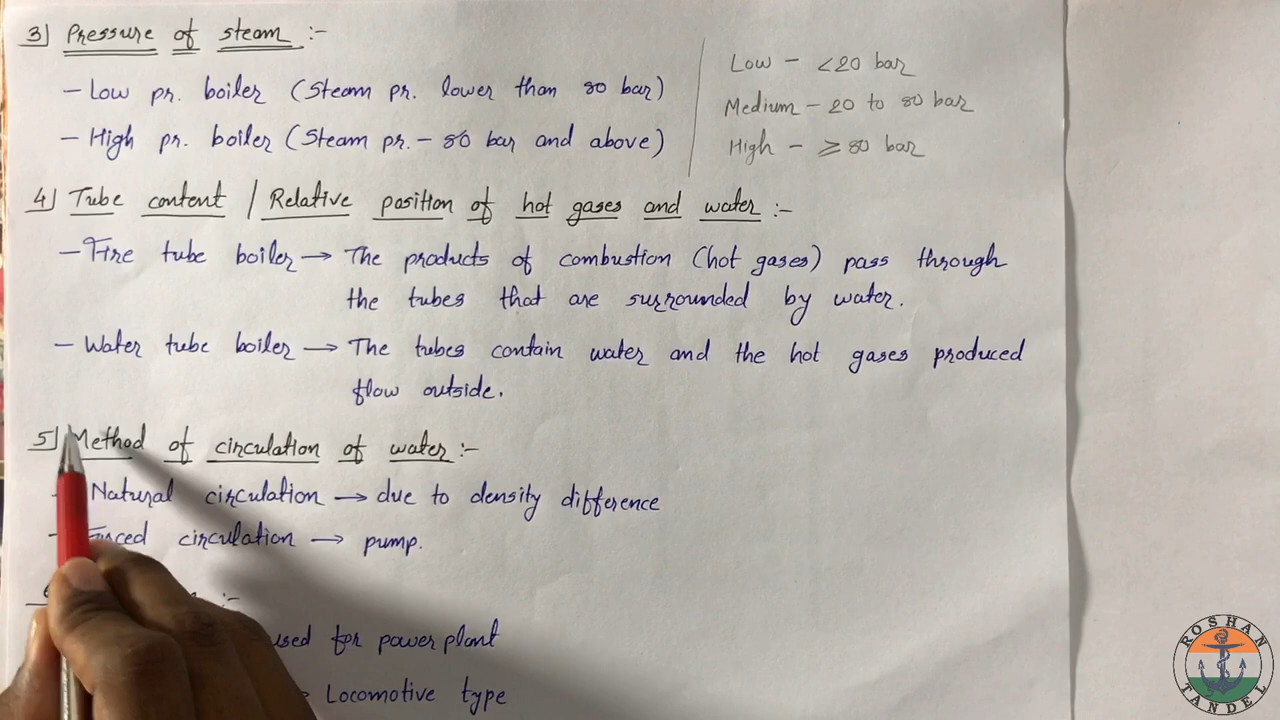 3) Pressure of steam :-
- Low pr. boiler (Steam pr. lower than 80 bar)
- High pr. boiler (Steam pr. - 80 bar and above)
Low - <20 bar
Medium - 20 to 80 bar
High - ≥ 80 bar
4) Tube content / Relative position of hot gases and water :-
- Fire tube boiler → The products of combustion (hot gases) pass through
the tubes that are surrounded by water.
- Water tube boiler → The tubes contain water and the hot gases produced
flow outside.
5) Method of circulation of water :-
Natural circulation → due to density difference
- Forced circulation → pump.
:-
used for power plant
Locomotive type
ROSHAN
TANDEL